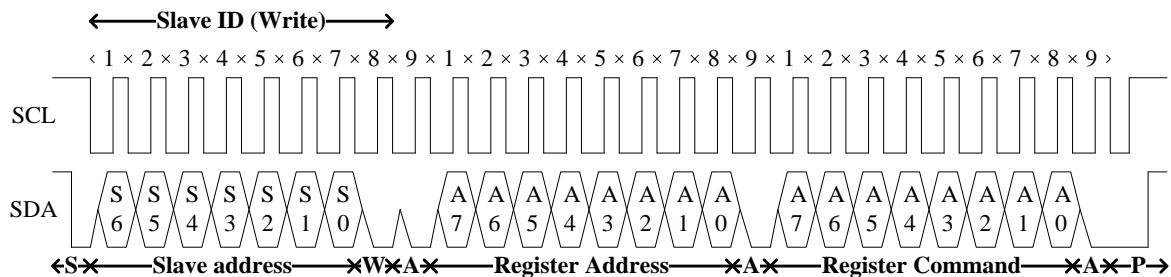 Slave ID (Write)
1 × 2 × 3 × 4 × 5 × 6 × 7 × 8 × 9 × 1 × 2 × 3 × 4 × 5 × 6 × 7 × 8 × 9 × 1 × 2 × 3 × 4 × 5 × 6 × 7 × 8 × 9
SCL
SDA S6 S5 S4 S3 S2 S1 S0 A7 A6 A5 A4 A3 A2 A1 A0 A7 A6 A5 A4 A3 A2 A1 A0
S Slave address W A Register Address A Register Command A P